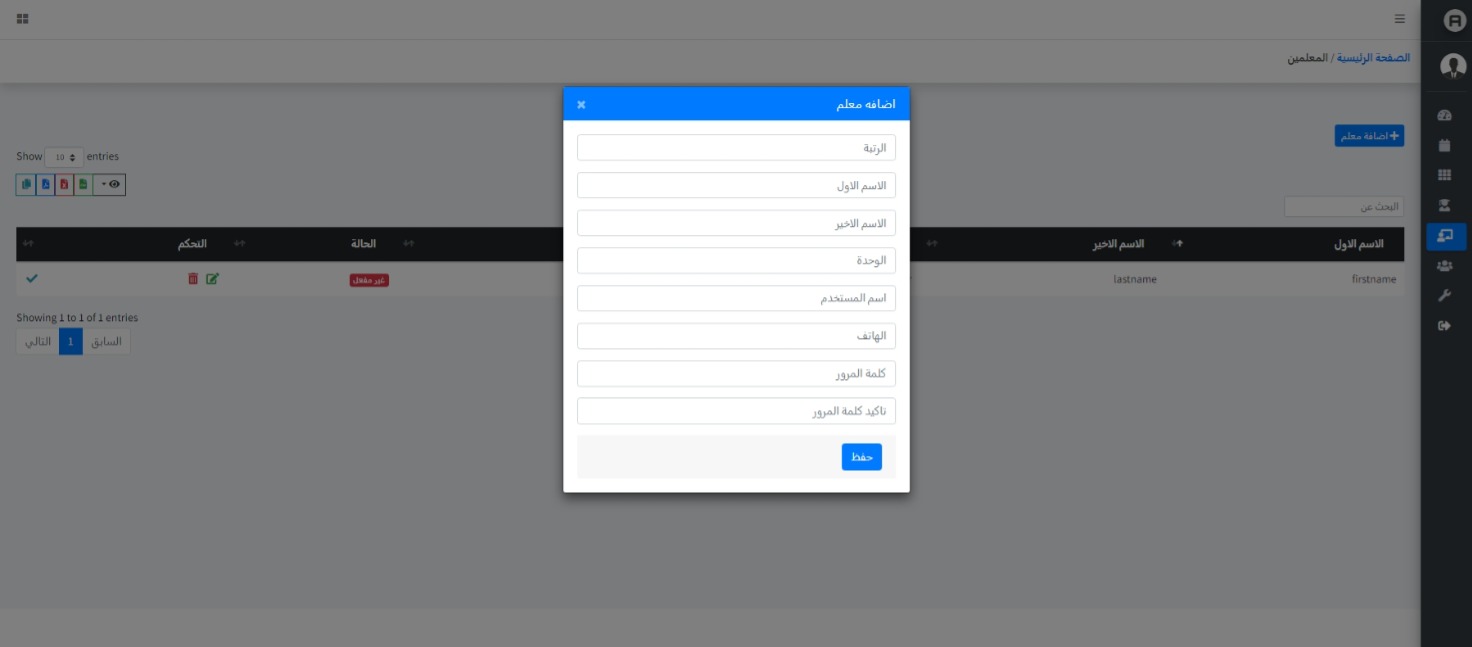 الصفحة الرئيسية / المعلمين
اضافه معلم
×
اضافة معلم
Show 10 entries
البحث عن
الاسم الاول
الاسم الاخير
الحالة
التحكم
firstname
lastname
غير مفعل
Showing 1 to 1 of 1 entries
السابق 1 التالي
الرتبة
الاسم الاول
الاسم الاخير
الوحدة
اسم المستخدم
الهاتف
كلمة المرور
تاكيد كلمة المرور
حفظ